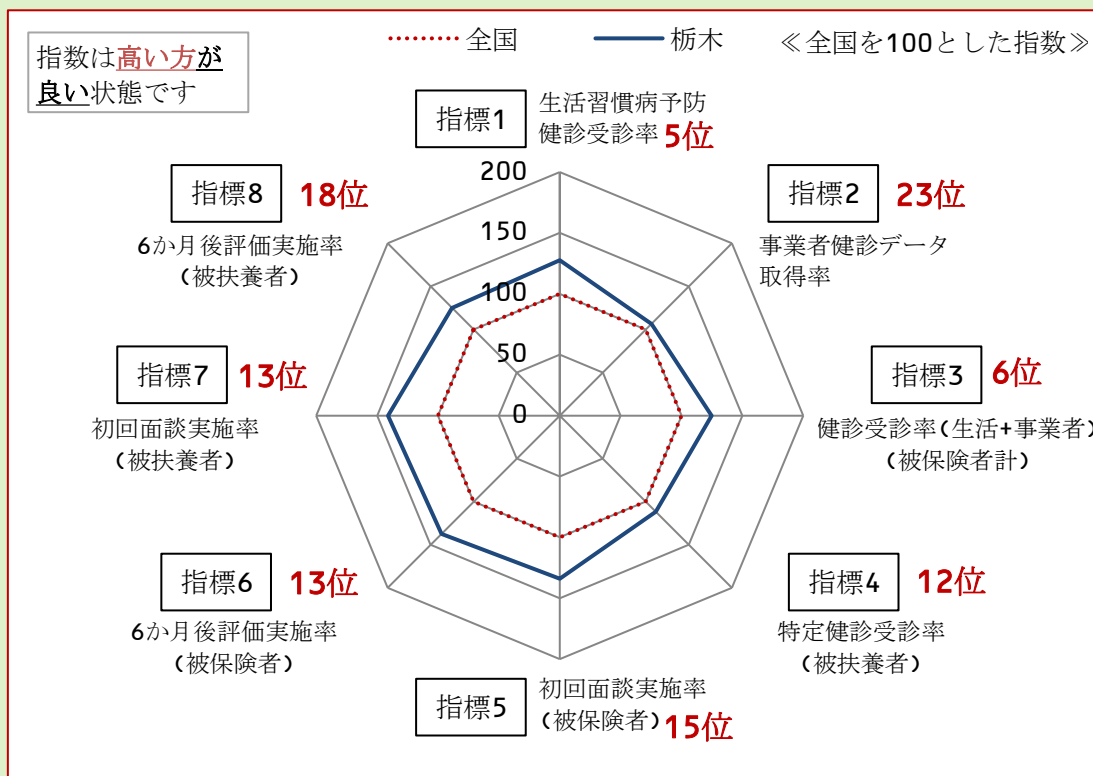 指数は高い方が
良い状態です
全国
栃木
≪全国を100とした指数≫
指標1
生活習慣病予防
健診受診率 5位
指標2 23位
事業者健診データ
取得率
指標3 6位
健診受診率(生活+事業者)
(被保険者計)
指標4 12位
特定健診受診率
(被扶養者)
指標5
初回面談実施率
(被保険者) 15位
指標6 13位
6か月後評価実施率
(被保険者)
指標7 13位
初回面談実施率
(被扶養者)
指標8 18位
6か月後評価実施率
(被扶養者)
200
150
100
50
0